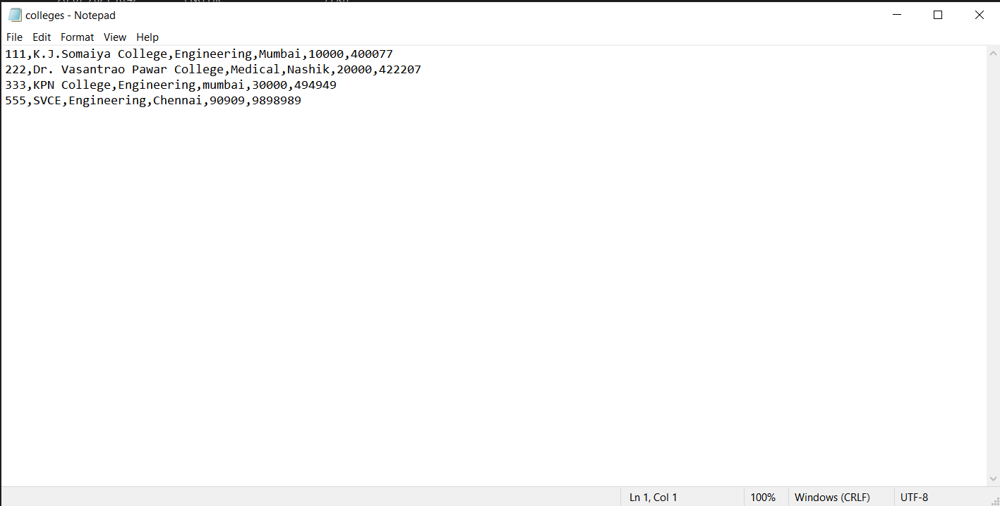 colleges - Notepad
File Edit Format View Help
111,K.J.Somaiya College,Engineering,Mumbai,10000,400077
222,Dr. Vasantrao Pawar College,Medical,Nashik,20000,422207
333,KPN College,Engineering,mumbai,30000,494949
555,SVCE,Engineering,Chennai,90909,9898989
Ln 1, Col 1 100% Windows (CRLF) UTF-8